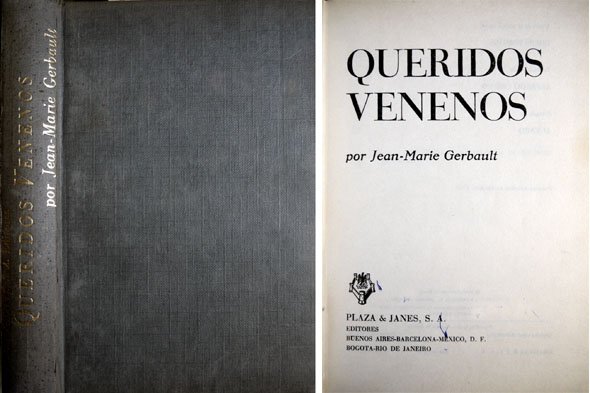 QUERIDOS VENENOS
por Jean-Marie Gerbault
QUERIDOS
VENENOS
por Jean-Marie Gerbault
PLAZA & JANES, S. A.
EDITORES
BUENOS AIRES-BARCELONA-MEXICO, D. F.
BOGOTA-RIO DE JANEIRO